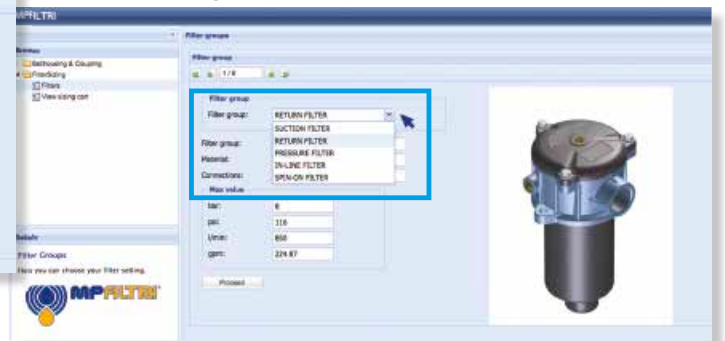 MPFILTRI
Filter groups
Browse
Bellhousing & Coupling
FilterSizing
Filters
View sizing cart
Filter group
1/8
Filter group
Filter group:
RETURN FILTER
SUCTION FILTER
RETURN FILTER
PRESSURE FILTER
IN-LINE FILTER
SPIN-ON FILTER
Filter group:
Material:
Connections:
Max value
bar:
8
psi:
116
l/min:
850
gpm:
224.87
Proceed
Details
Filter Groups
Here you can choose your filter setting.
MPFILTRI